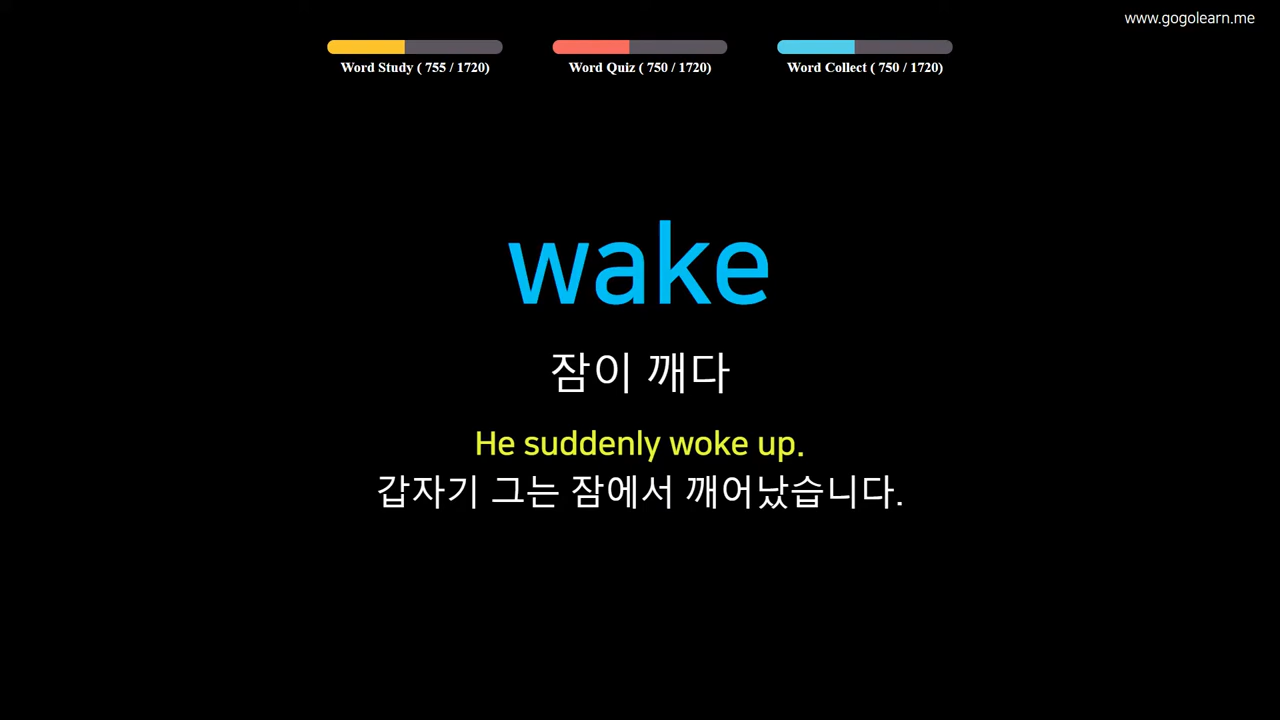 www.gogolearn.me
Word Study ( 755 / 1720)
Word Quiz ( 750 / 1720)
Word Collect ( 750 / 1720)
wake
잠이 깨다
He suddenly woke up.
갑자기 그는 잠에서 깨어났습니다.